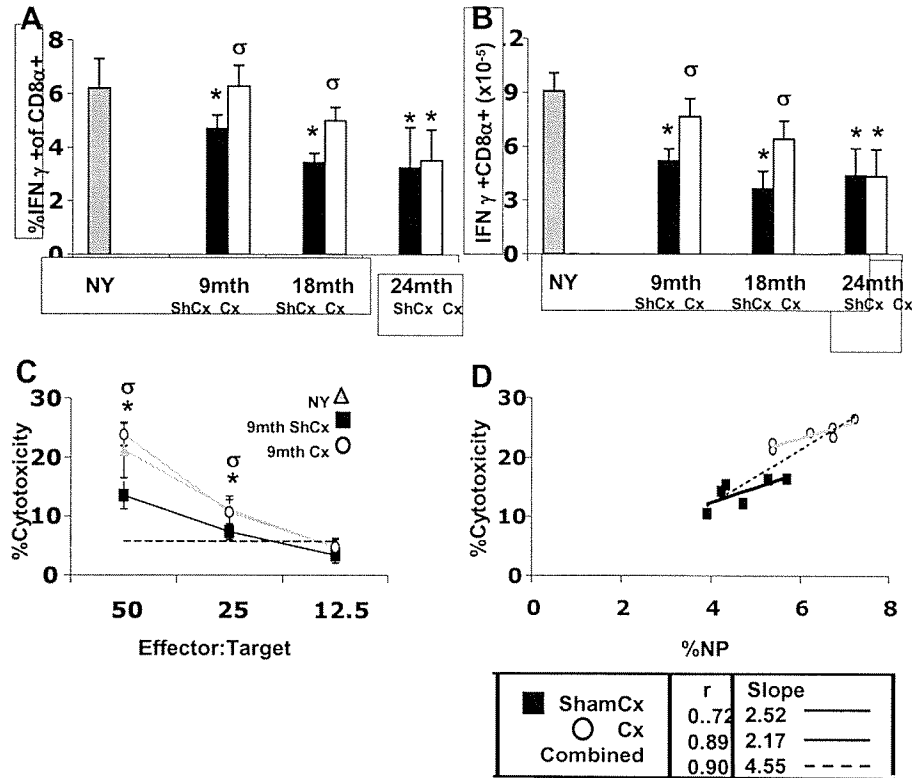 A
%IFN γ +of CD8α+
8
6
4
2
0
* σ * σ * *
NY 9mth 18mth 24mth
ShCx Cx ShCx Cx ShCx Cx
B
IFN γ +CD8α+ (x10-5)
.2
9
6
3
0
* σ * σ * *
NY 9mth 18mth 24mth
ShCx Cx ShCx Cx ShCx Cx
C
%Cytotoxicity
30
20
10
0
σ
*
σ
*
NY
9mth ShCx
9mth Cx
50 25 12.5
Effector:Target
D
%Cytotoxicity
30
20
10
0
0 2 4 6 8
%NP
r Slope
ShamCx 0..72 2.52
Cx 0.89 2.17
Combined 0.90 4.55